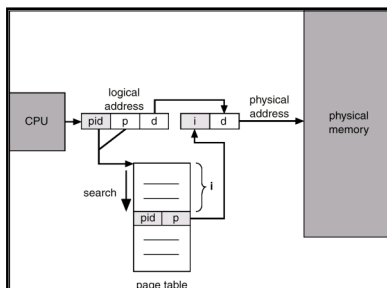 logical
address
physical
address
CPU
pid
p
d
i
d
physical
memory
search
i
pid
p
page table